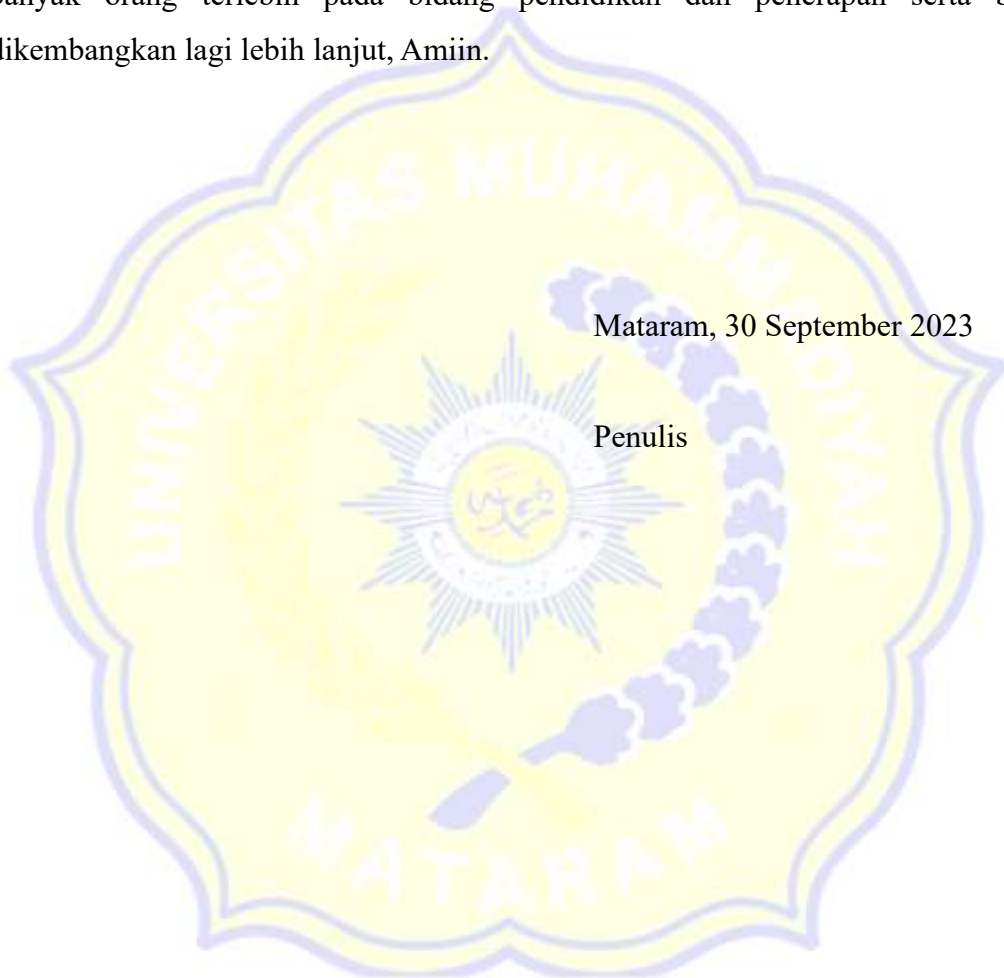 banyak orang terlebih pada bidang pendidikan dan penerapan serta
dikembangkan lagi lebih lanjut, Amiin.
UNIVERSITAS MUHAMMADIYAH
Mataram, 30 September 2023
Penulis
MATARAM